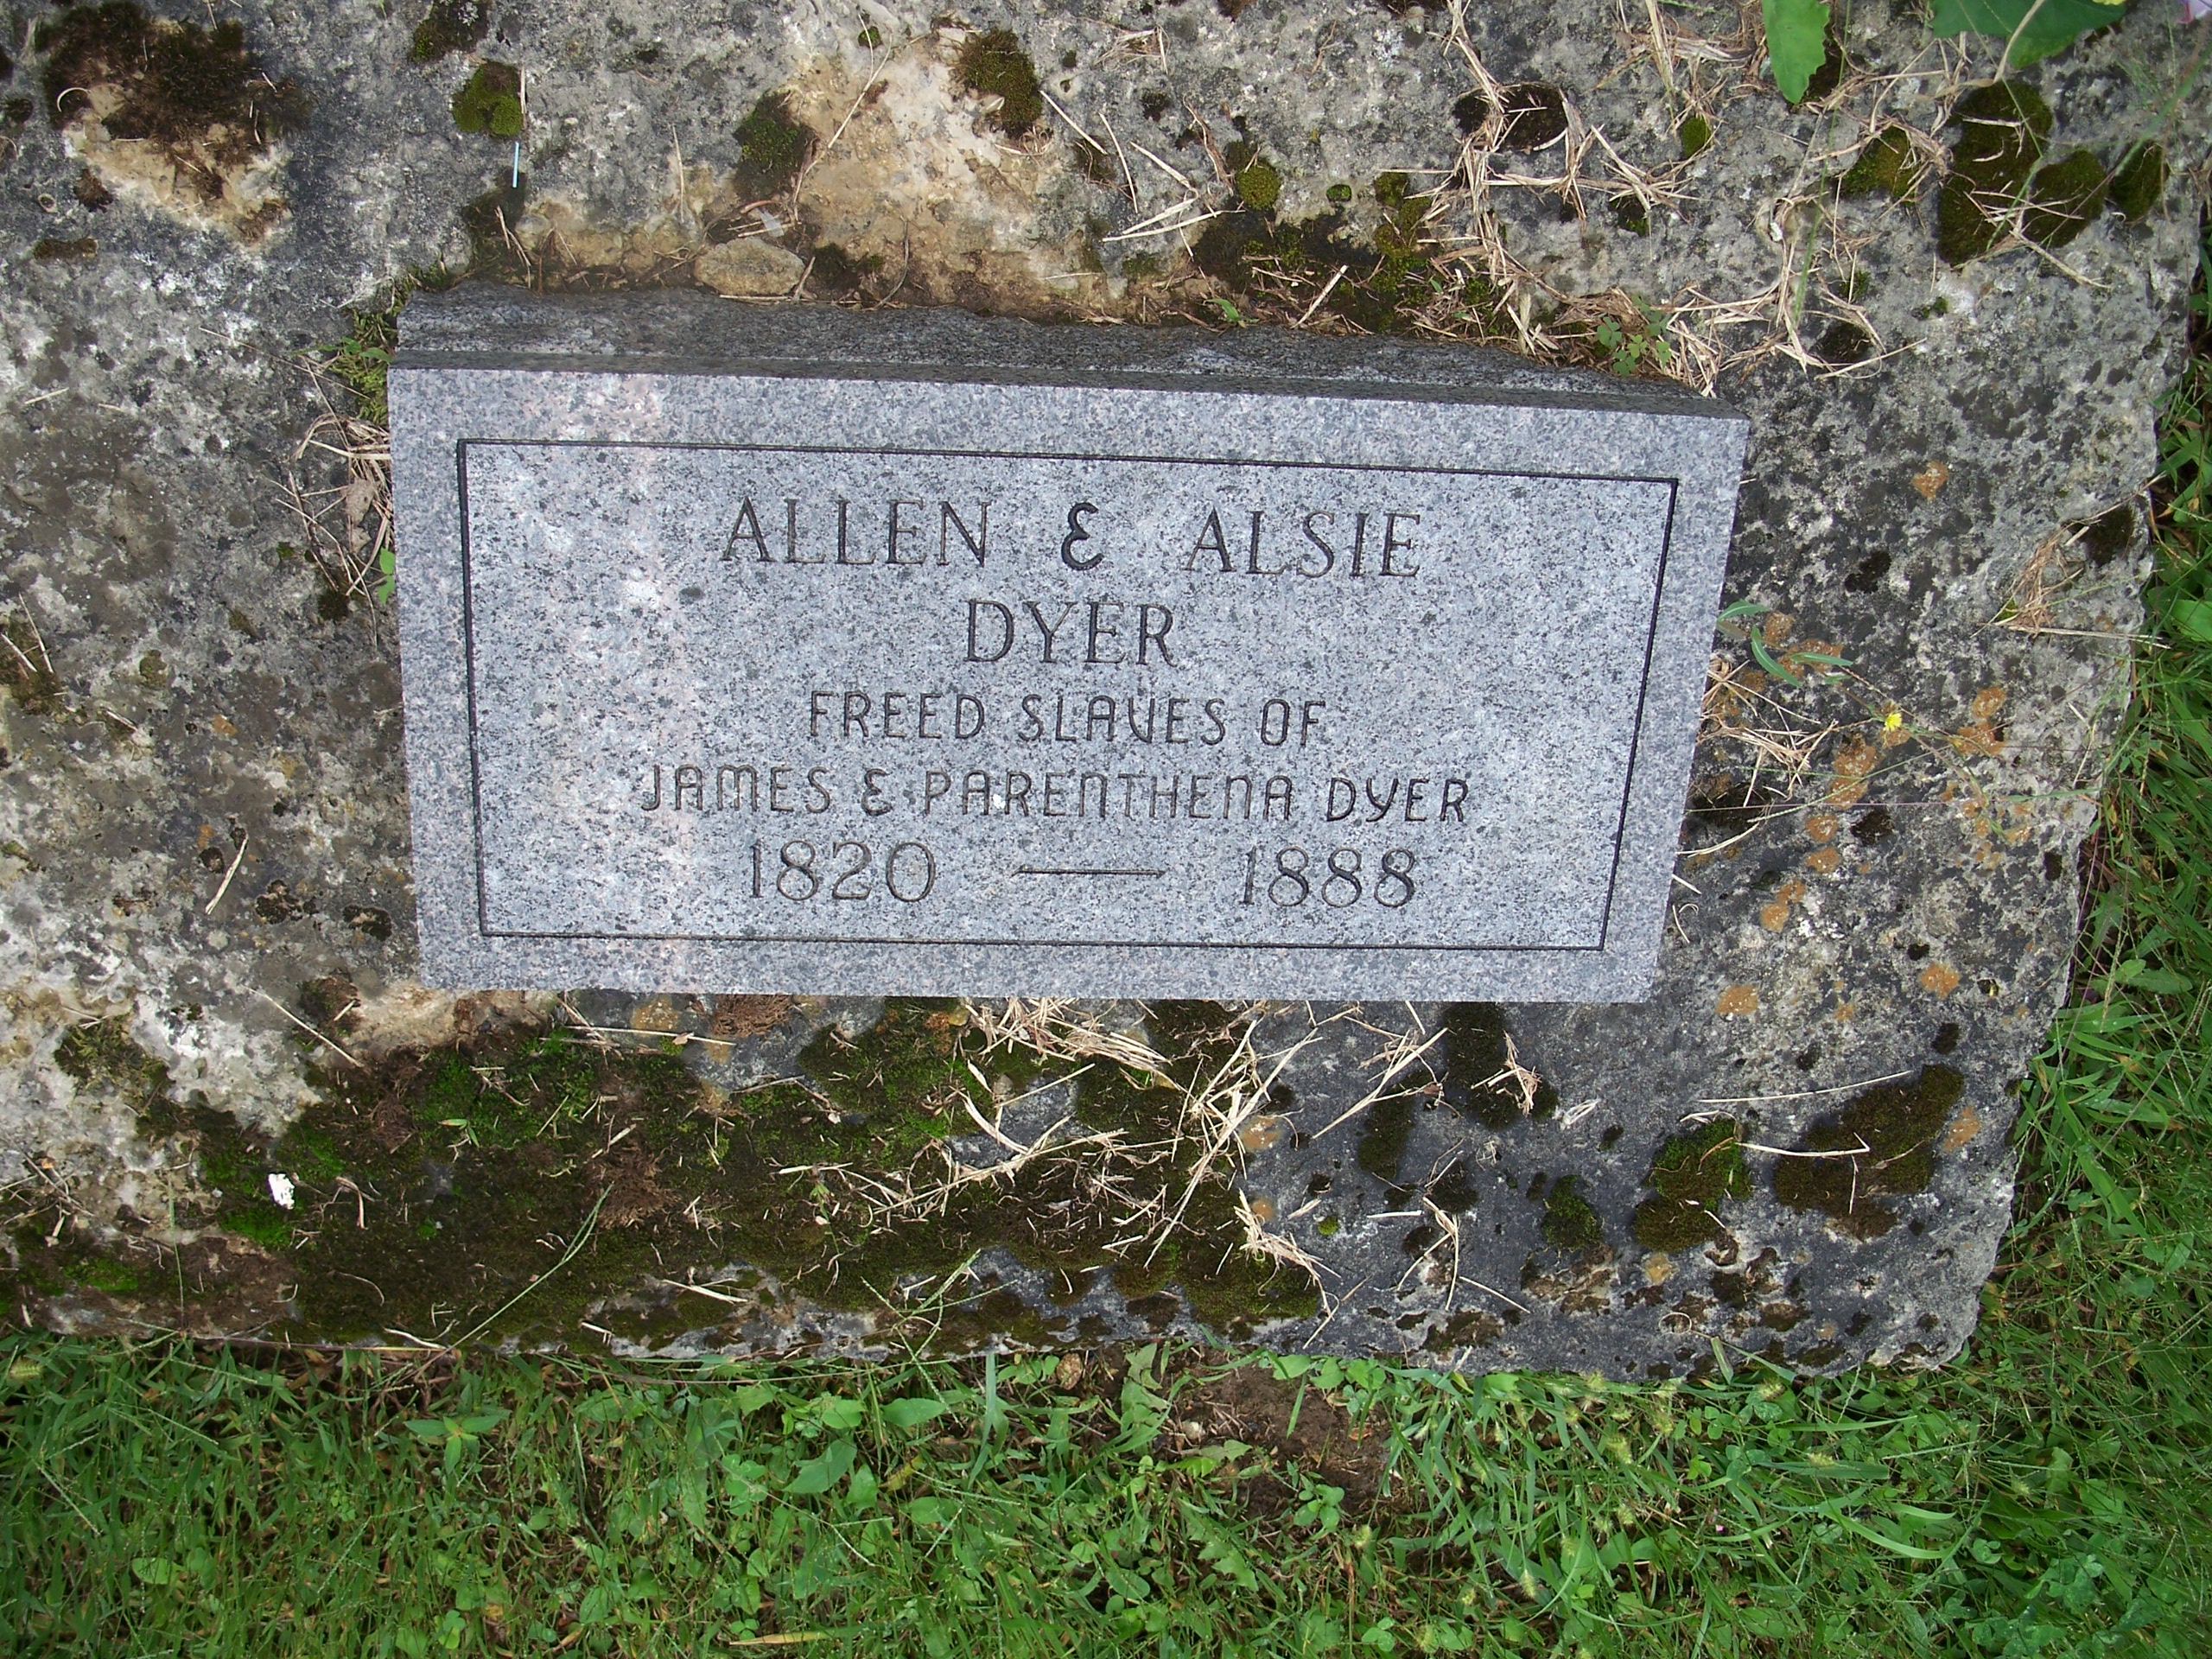 ALLEN & ALSIE
DYER
FREED SLAVES OF
JAMES & PARENTHENA DYER
1820 — 1888